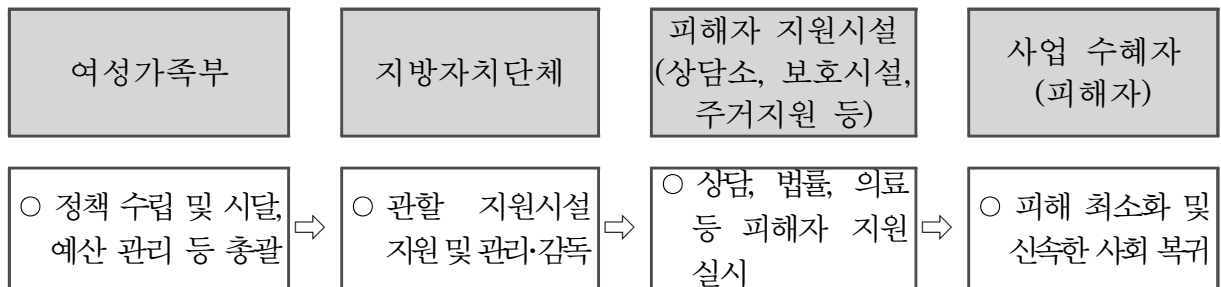 여성가족부
지방자치단체
피해자 지원시설
(상담소, 보호시설,
주거지원 등)
사업 수혜자
(피해자)
○ 정책 수립 및 시달,
예산 관리 등 총괄
⇨
○ 관할 지원시설
지원 및 관리·감독
⇨
○ 상담, 법률, 의료
등 피해자 지원
실시
⇨
○ 피해 최소화 및
신속한 사회 복귀